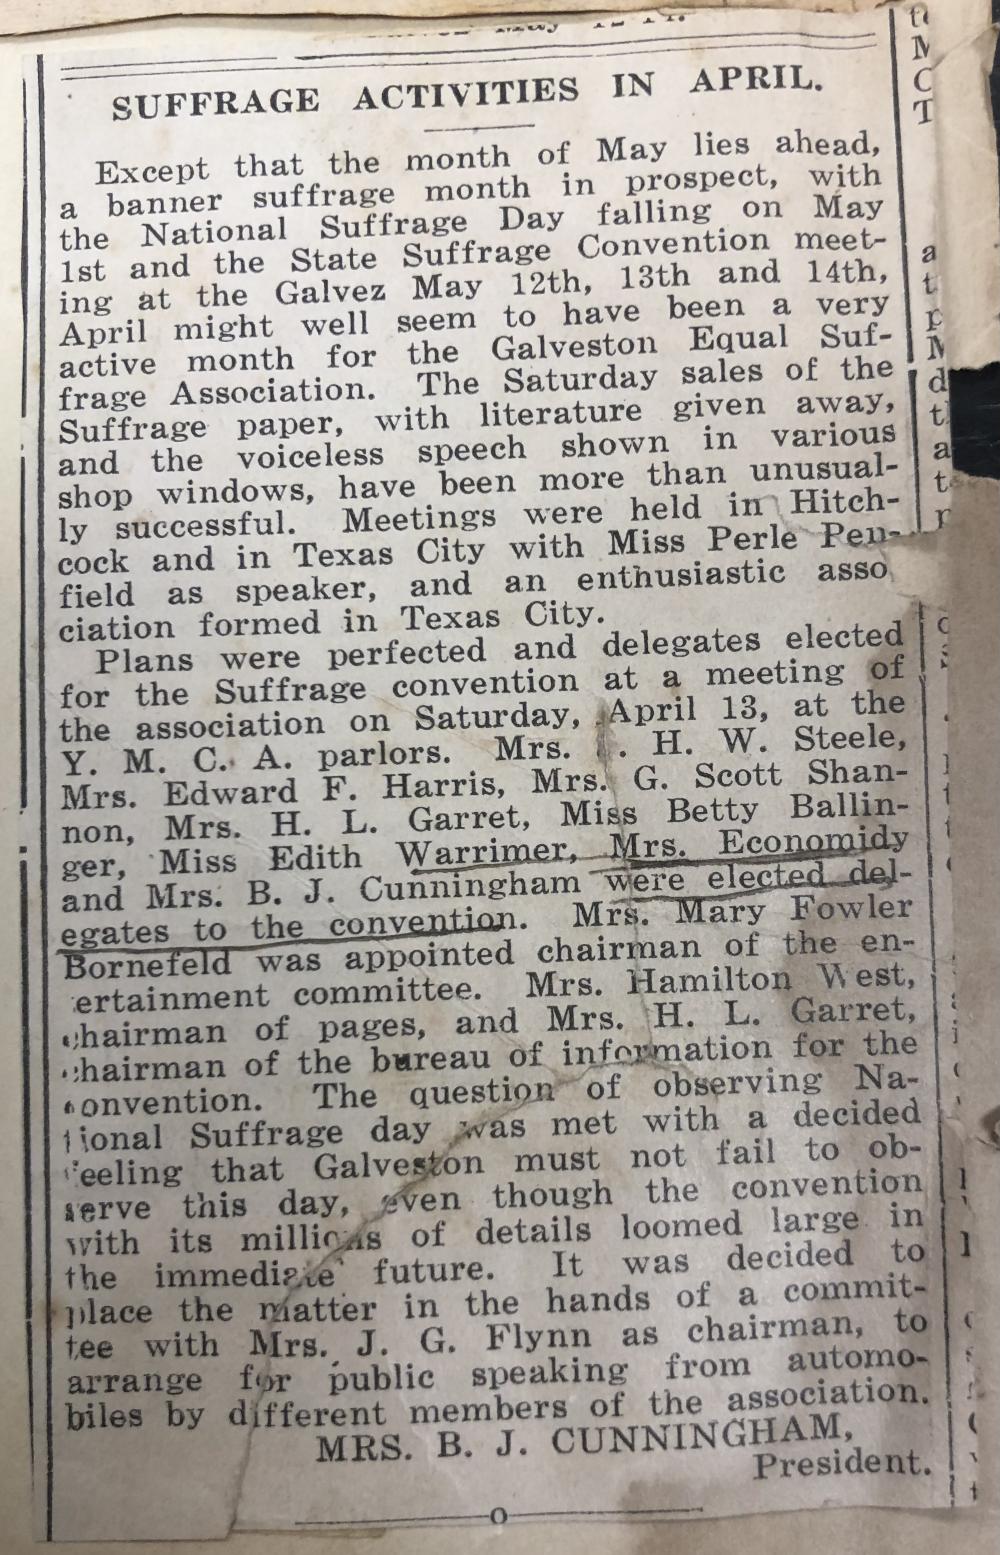 SUFFRAGE ACTIVITIES IN APRIL.
Except that the month of May lies ahead,
a banner suffrage month in prospect, with
the National Suffrage Day falling on May
1st and the State Suffrage Convention meet-
ing at the Galvez May 12th, 13th and 14th,
April might well seem to have been a very
active month for the Galveston Equal Suf-
frage Association. The Saturday sales of the
Suffrage paper, with literature given away,
and the voiceless speech shown in various
shop windows, have been more than unusual-
ly successful. Meetings were held in Hitch-
cock and in Texas City with Miss Perle Pen-
field as speaker, and an enthusiastic asso
ciation formed in Texas City.
Plans were perfected and delegates elected
for the Suffrage convention at a meeting of
the association on Saturday, April 13, at the
Y. M. C. A. parlors. Mrs. . H. W. Steele,
Mrs. Edward F. Harris, Mrs. G. Scott Shan-
non, Mrs. H. L. Garret, Miss Betty Ballin-
ger, Miss Edith Warrimer, Mrs. Economidy
and Mrs. B. J. Cunningham were elected del-
egates to the convention. Mrs. Mary Fowler
Bornefeld was appointed chairman of the en-
ertainment committee. Mrs. Hamilton West,
chairman of pages, and Mrs. H. L. Garret,
chairman of the bureau of information for the
convention. The question of observing Na-
tional Suffrage day was met with a decided
feeling that Galveston must not fail to ob-
serve this day, even though the convention
with its millions of details loomed large in
the immediate future. It was decided to
place the matter in the hands of a commit-
tee with Mrs. J. G. Flynn as chairman, to
arrange for public speaking from automo-
biles by different members of the association.
MRS. B. J. CUNNINGHAM,
President.